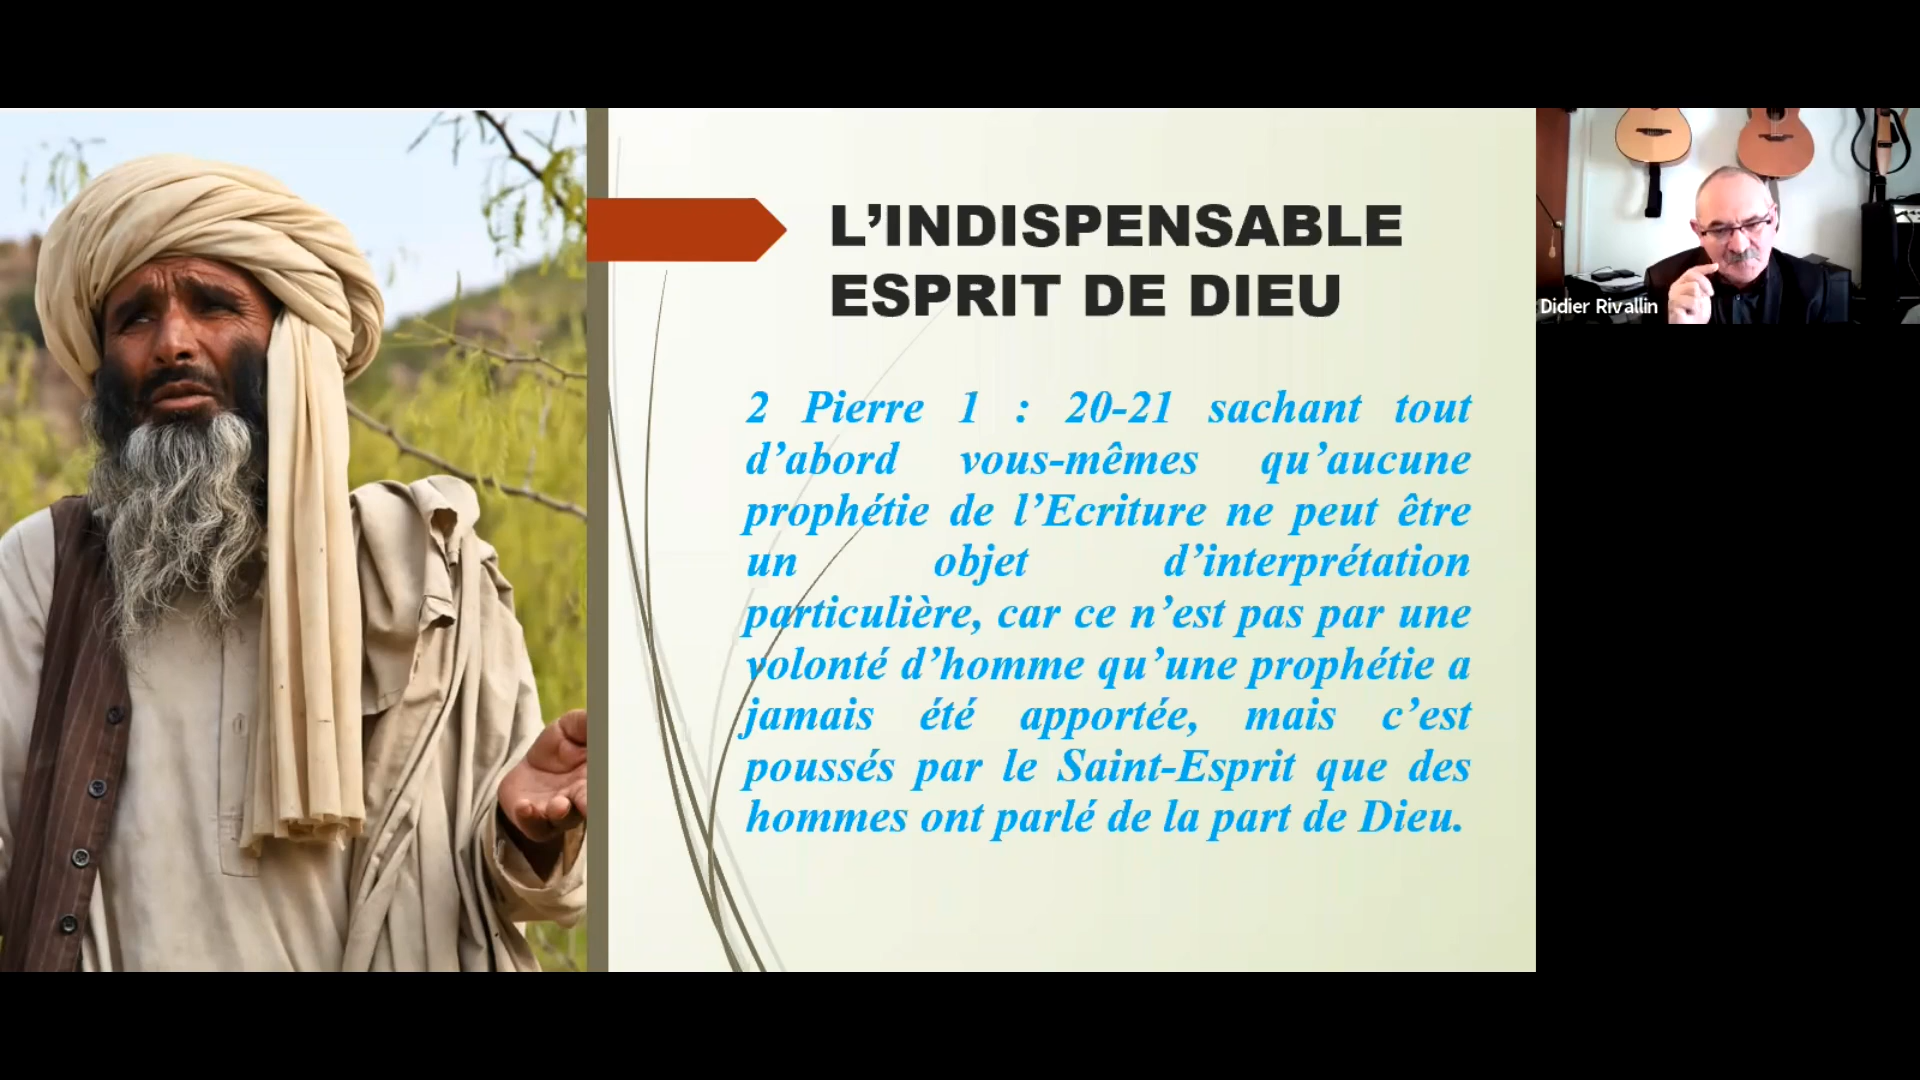 L’INDISPENSABLE
ESPRIT DE DIEU
2 Pierre 1 : 20-21 sachant tout
d’abord vous-mêmes qu’aucune
prophétie de l’Ecriture ne peut être
un objet d’interprétation
particulière, car ce n’est pas par une
volonté d’homme qu’une prophétie a
jamais été apportée, mais c’est
poussés par le Saint-Esprit que des
hommes ont parlé de la part de Dieu.
Didier Rivallin